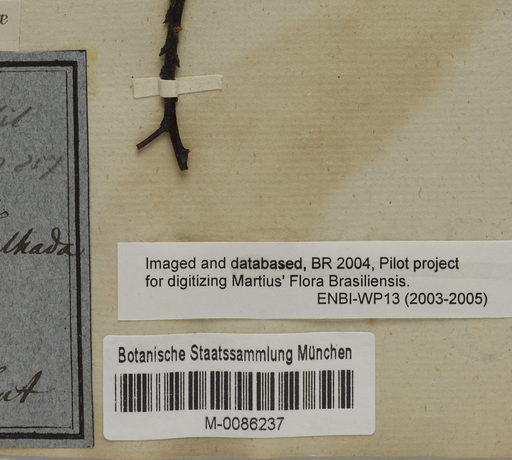 lhada
Imaged and databased, BR 2004, Pilot project
for digitizing Martius' Flora Brasiliensis.
ENBI-WP13 (2003-2005)
Botanische Staatssammlung München
M-0086237